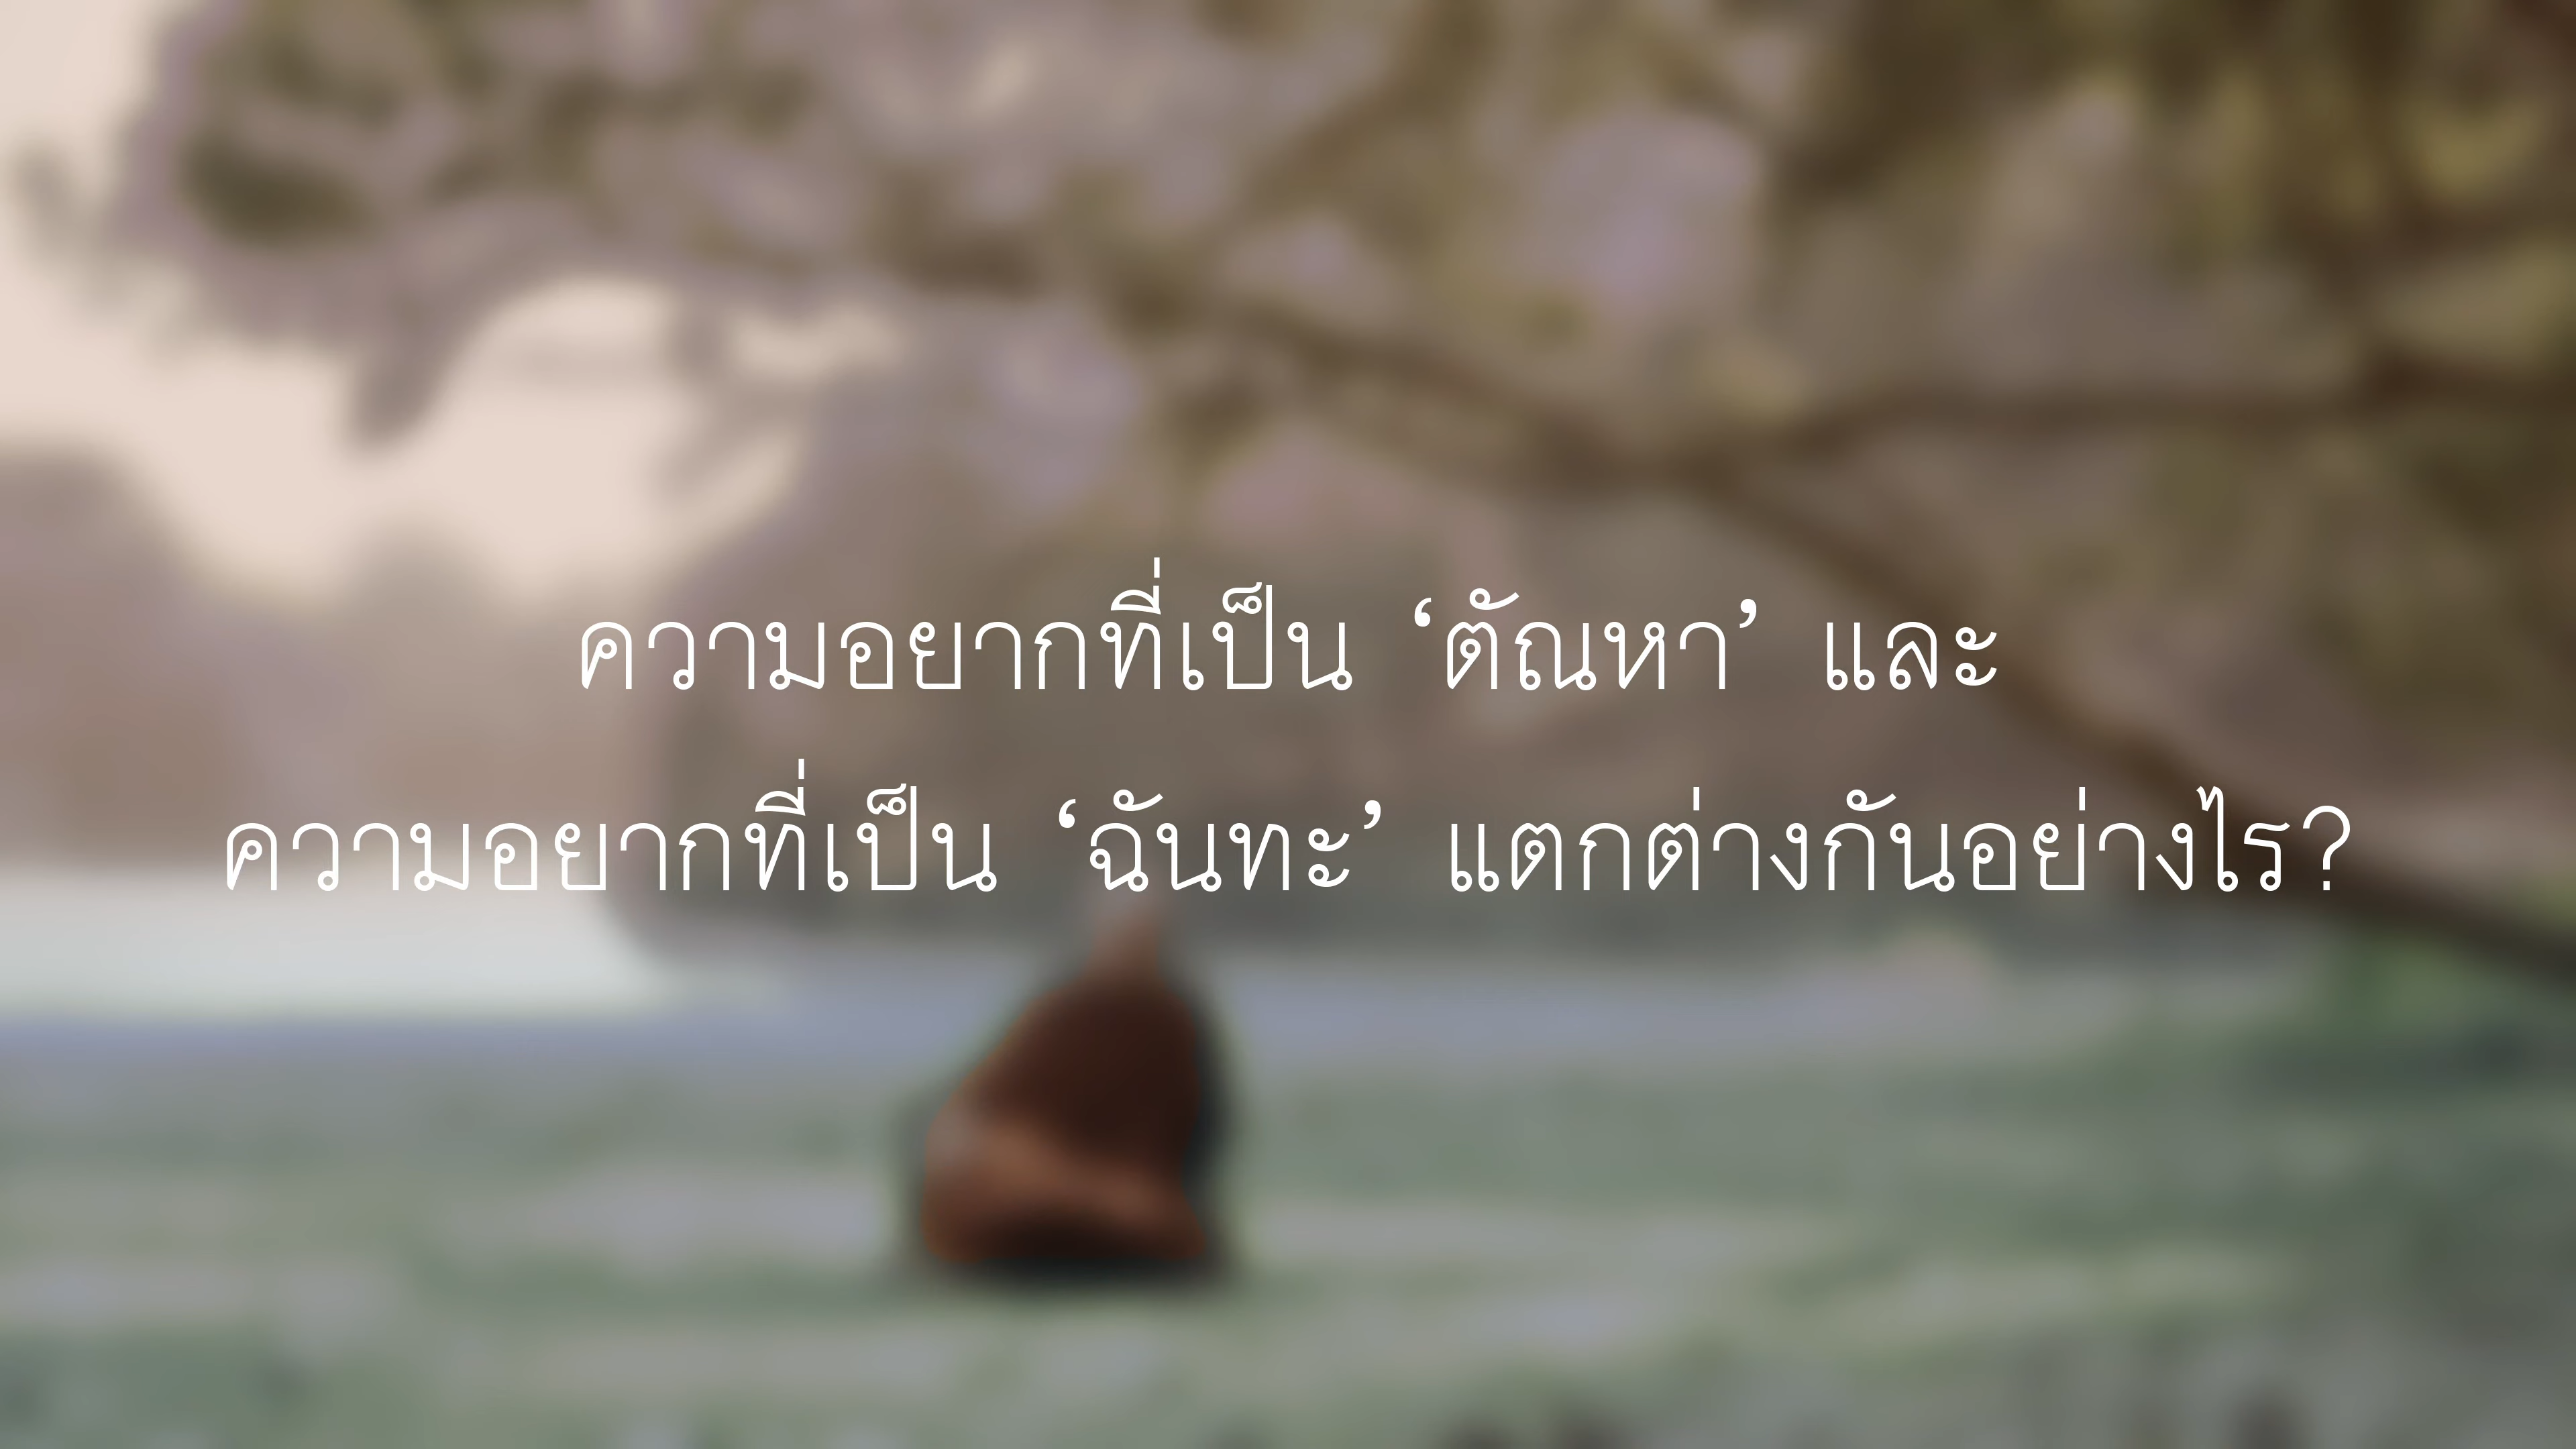 ความอยากที่เป็น ‘ตัณหา’ และ
ความอยากที่เป็น ‘ฉันทะ’ แตกต่างกันอย่างไร?